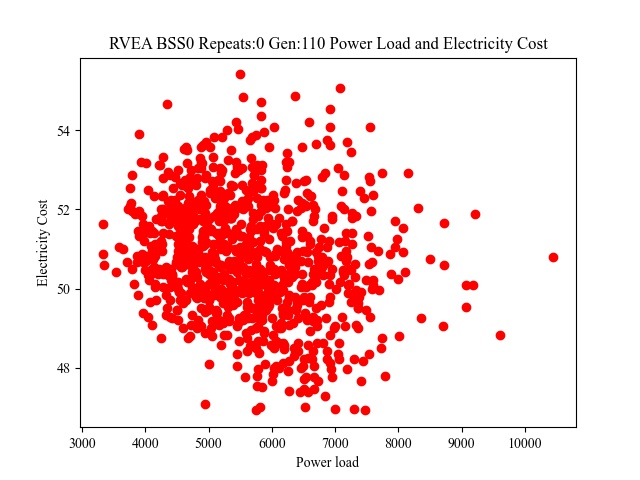 RVEA BSS0 Repeats:0 Gen:110 Power Load and Electricity Cost
54
52
50
48
Electricity Cost
3000 4000 5000 6000 7000 8000 9000 10000
Power load